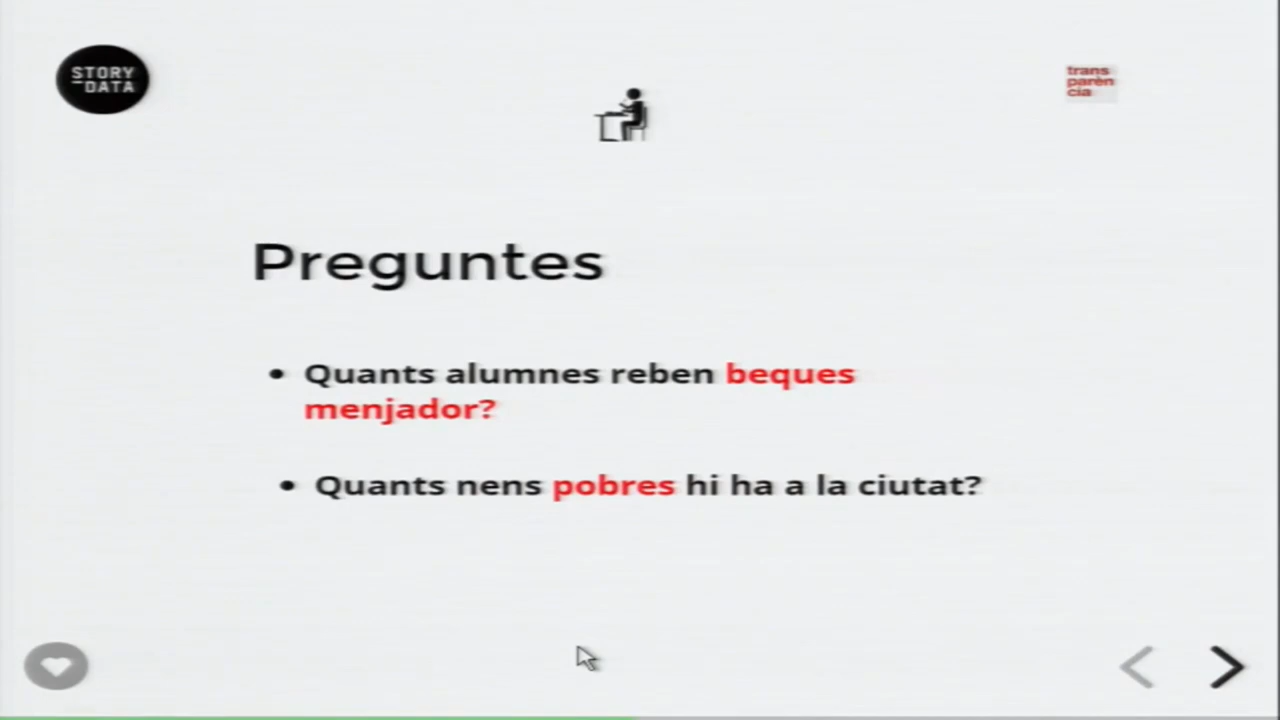 STORY
DATA
trans
parèn
cia
Preguntes
• Quants alumnes reben beques
menjador?
• Quants nens pobres hi ha a la ciutat?